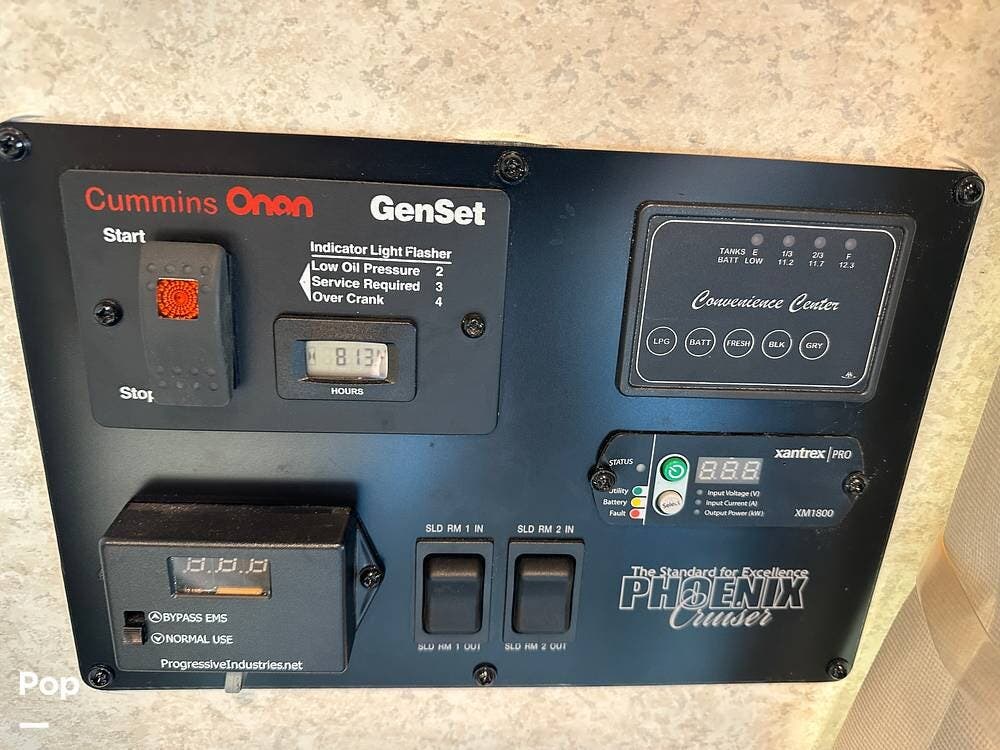 Cummins Onan GenSet
Start
Stop
Indicator Light Flasher
Low Oil Pressure 2
Service Required 3
Over Crank 4
813
HOURS
TANKS E 1/3 2/3 F
BATT LOW 11.2 11.7 12.3
Convenience Center
LPG BATT FRESH BLK GRY
xantrex | PRO
STATUS
Utility
Battery
Fault
Select
Input Voltage (V)
Input Current (A)
Output Power (kW)
XM1800
BYPASS EMS
NORMAL USE
ProgressiveIndustries.net
SLD RM 1 IN
SLD RM 1 OUT
SLD RM 2 IN
SLD RM 2 OUT
The Standard for Excellence
PHOENIX
Cruiser
Pop